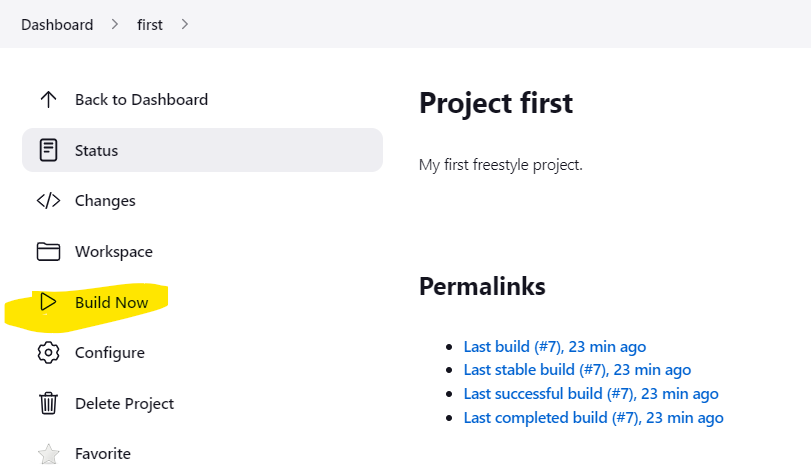 Dashboard > first >
Back to Dashboard
Status
Changes
Workspace
Build Now
Configure
Delete Project
Favorite
Project first
My first freestyle project.
Permalinks
Last build (#7), 23 min ago
Last stable build (#7), 23 min ago
Last successful build (#7), 23 min ago
Last completed build (#7), 23 min ago